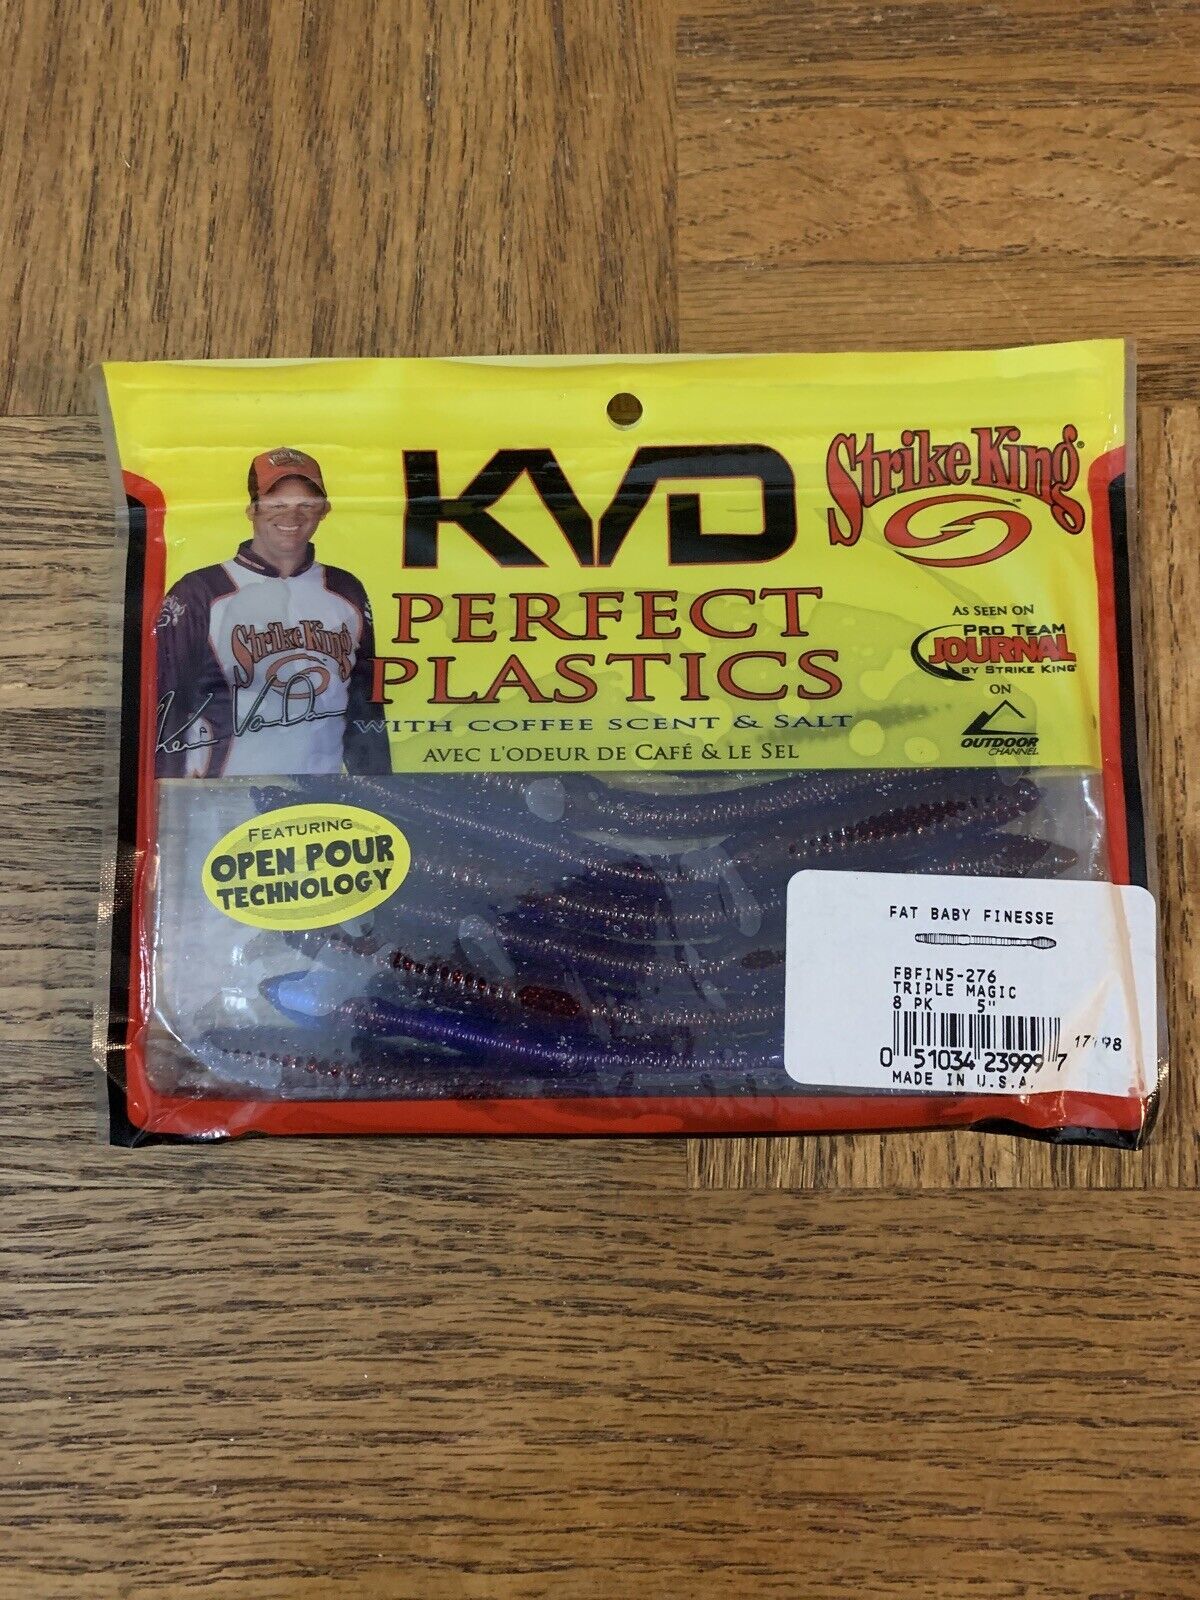 KVD
Strike King®
PERFECT
PLASTICS
WITH COFFEE SCENT & SALT
AVEC L'ODEUR DE CAFÉ & LE SEL
AS SEEN ON
PRO TEAM
JOURNAL
BY STRIKE KING
ON
OUTDOOR
CHANNEL
Strike King
Kevin VanDam
FEATURING
OPEN POUR
TECHNOLOGY
FAT BABY FINESSE
FBFIN5-276
TRIPLE MAGIC
8 PK 5"
0 51034 23999 7
MADE IN U.S.A.